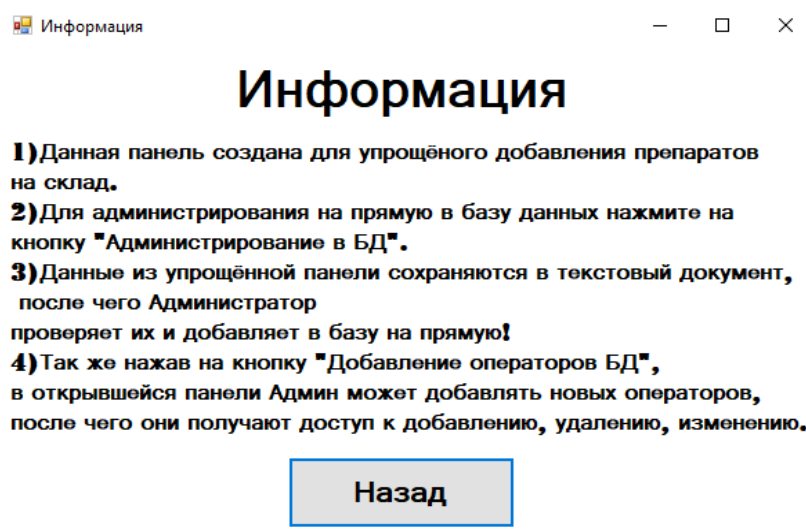 Информация
Информация
1)Данная панель создана для упрощёного добавления препаратов
на склад.
2)Для администрирования на прямую в базу данных нажмите на
кнопку "Администрирование в БД".
3)Данные из упрощённой панели сохраняются в текстовый документ,
после чего Администратор
проверяет их и добавляет в базу на прямую!
4)Так же нажав на кнопку "Добавление операторов БД",
в открывшейся панели Админ может добавлять новых операторов,
после чего они получают доступ к добавлению, удалению, изменению.
Назад